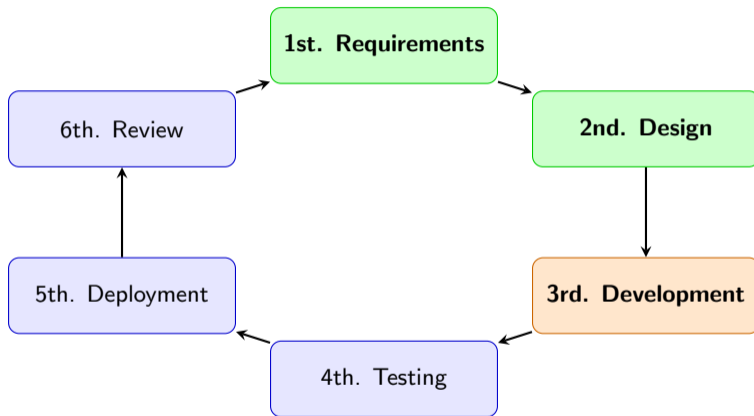 1st. Requirements
2nd. Design
3rd. Development
4th. Testing
5th. Deployment
6th. Review